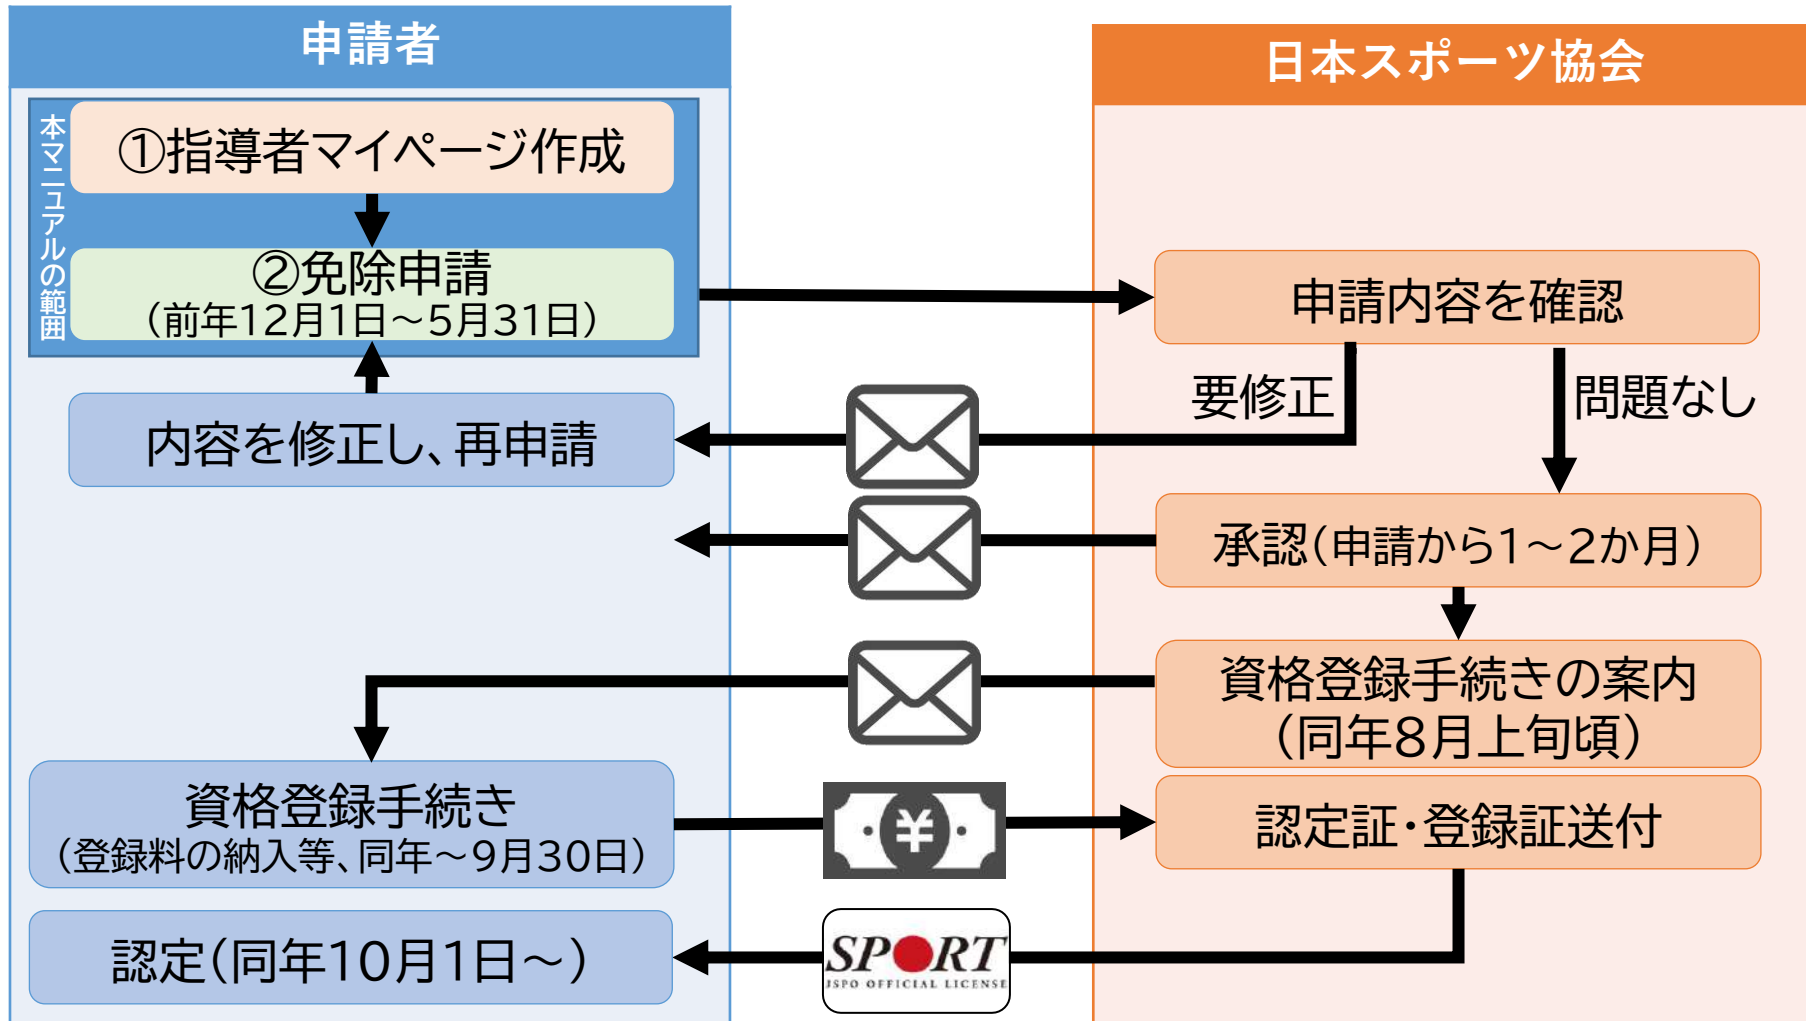 申請者
日本スポーツ協会
本マニュアルの範囲
①指導者マイページ作成
②免除申請
（前年12月1日～5月31日）
申請内容を確認
要修正
問題なし
内容を修正し、再申請
承認（申請から1～2か月）
資格登録手続きの案内
（同年8月上旬頃）
資格登録手続き
（登録料の納入等、同年～9月30日）
認定証・登録証送付
認定（同年10月1日～）
SPORT
JSPO OFFICIAL LICENSE